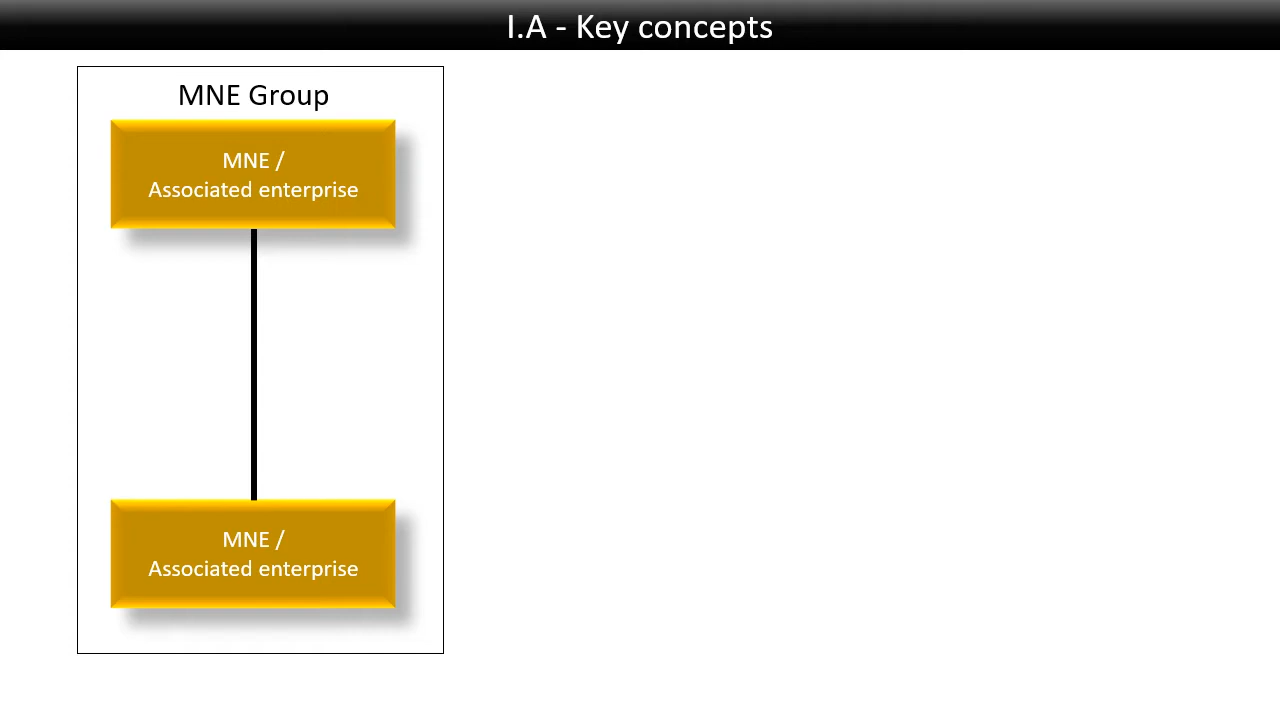 I.A - Key concepts
MNE Group
MNE /
Associated enterprise
MNE /
Associated enterprise